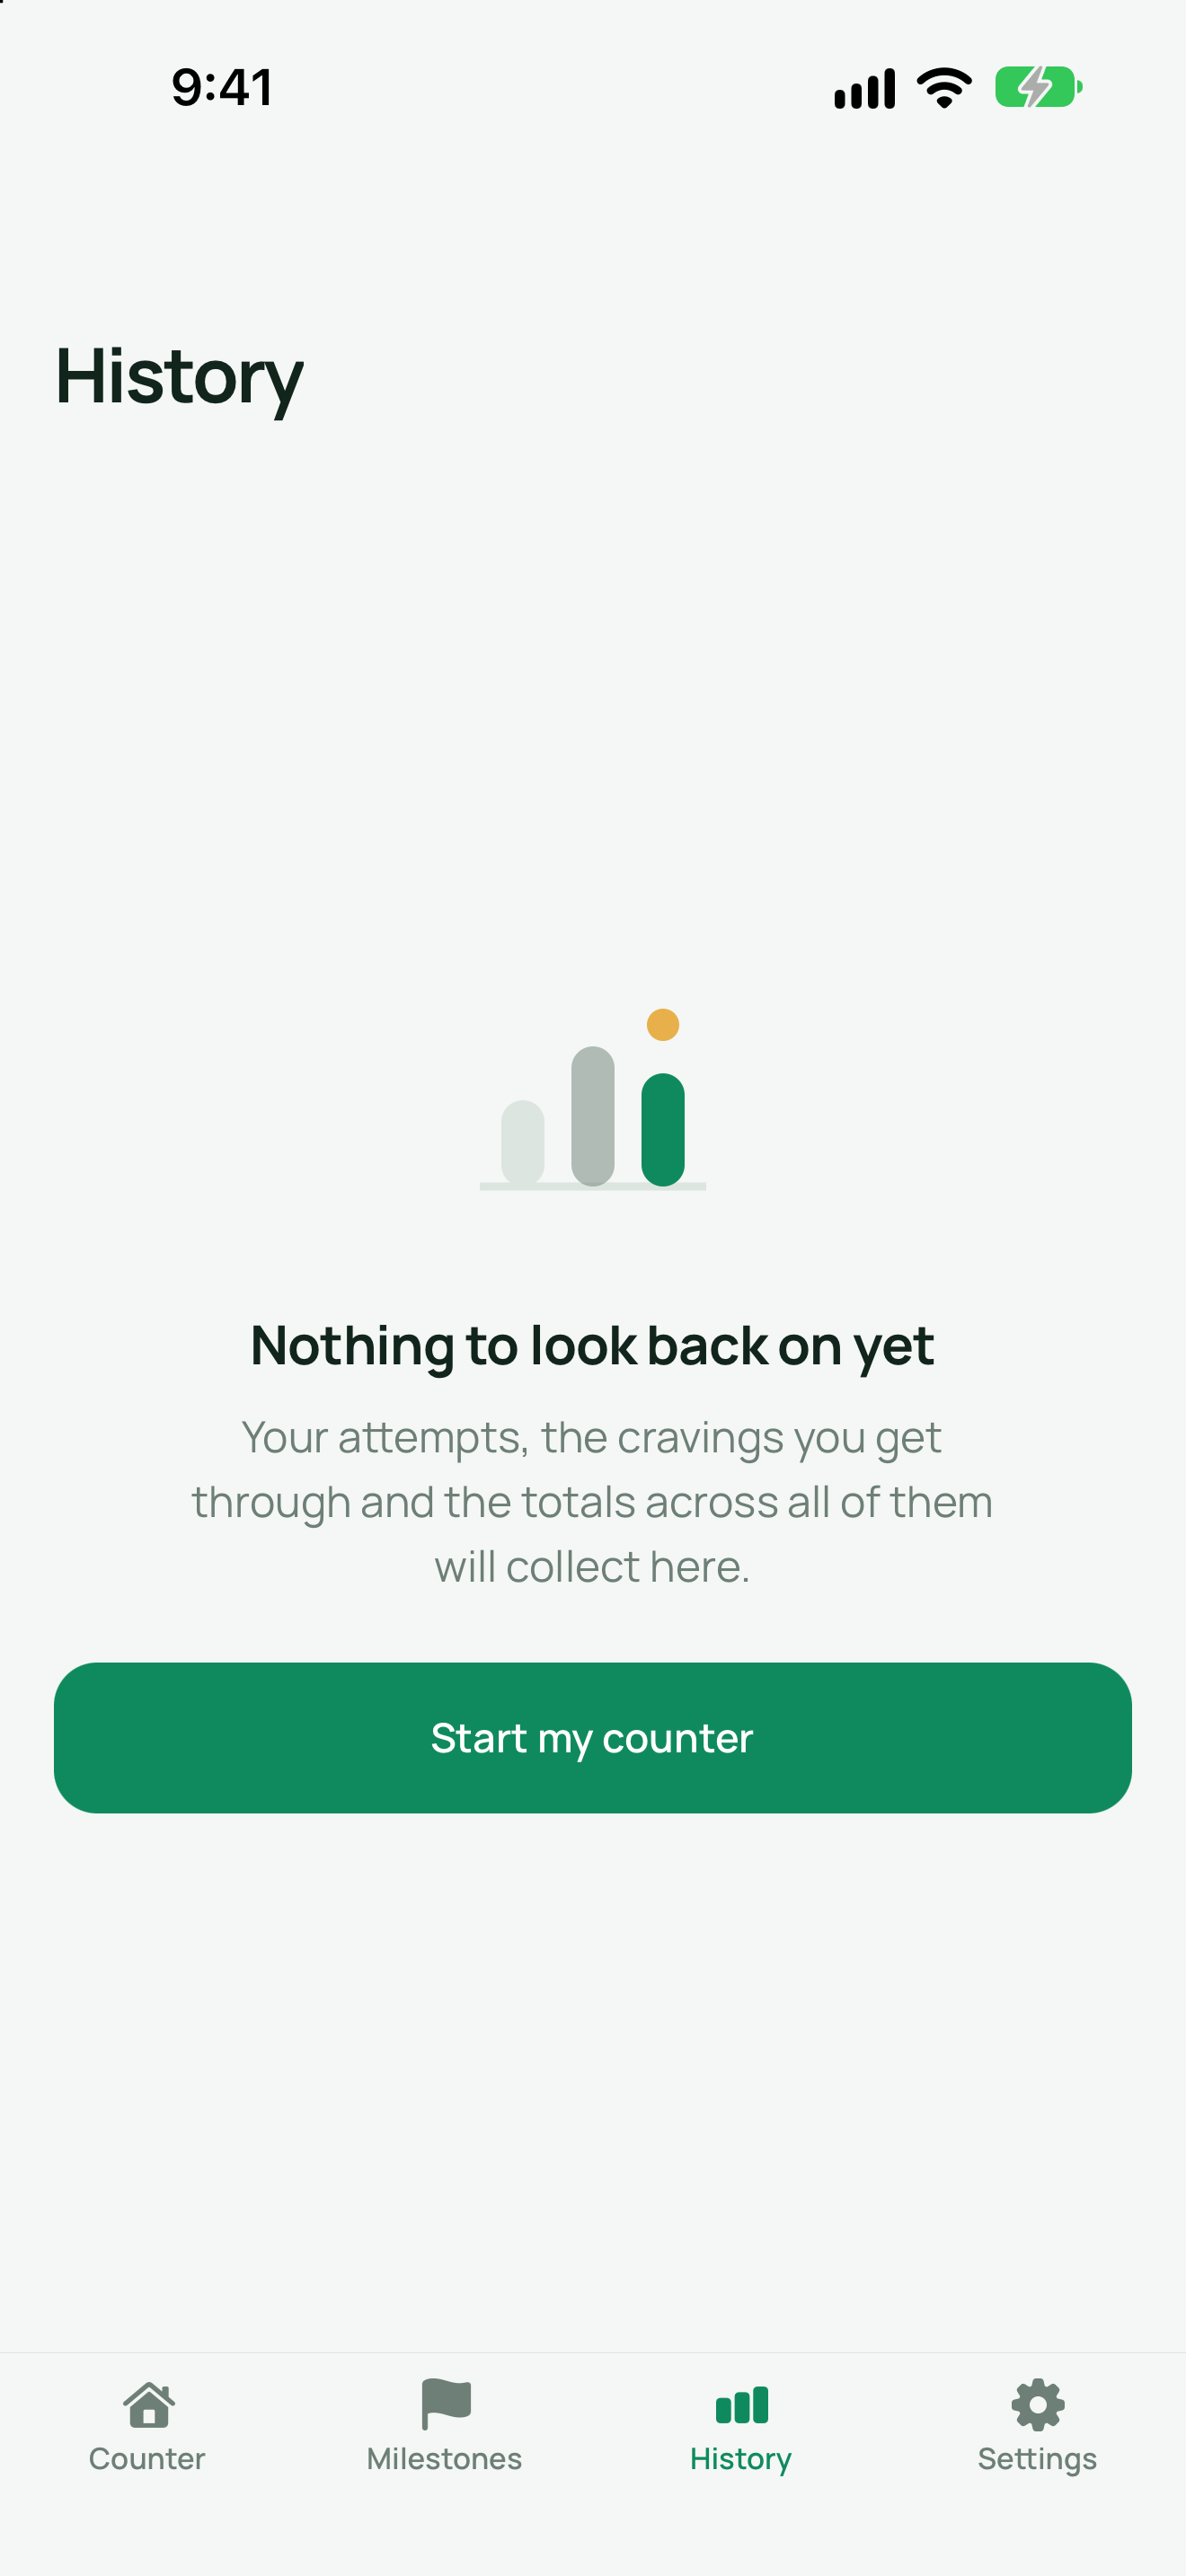 9:41
History
Nothing to look back on yet
Your attempts, the cravings you get
through and the totals across all of them
will collect here.
Start my counter
Counter
Milestones
History
Settings